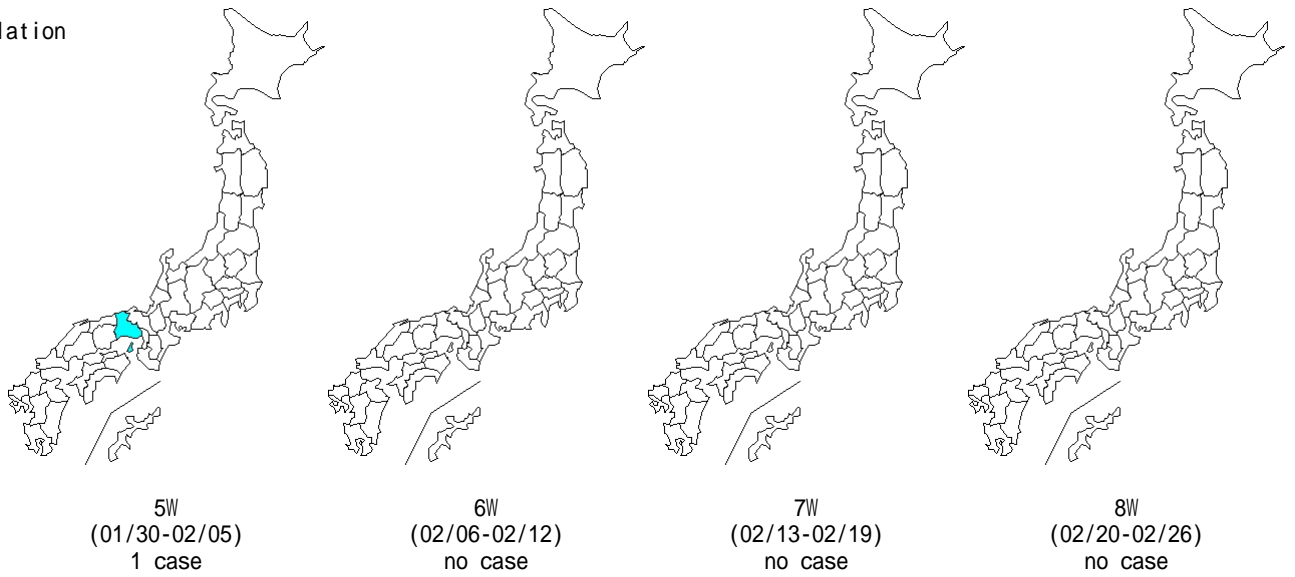 lation
5W
(01/30-02/05)
1 case
6W
(02/06-02/12)
no case
7W
(02/13-02/19)
no case
8W
(02/20-02/26)
no case